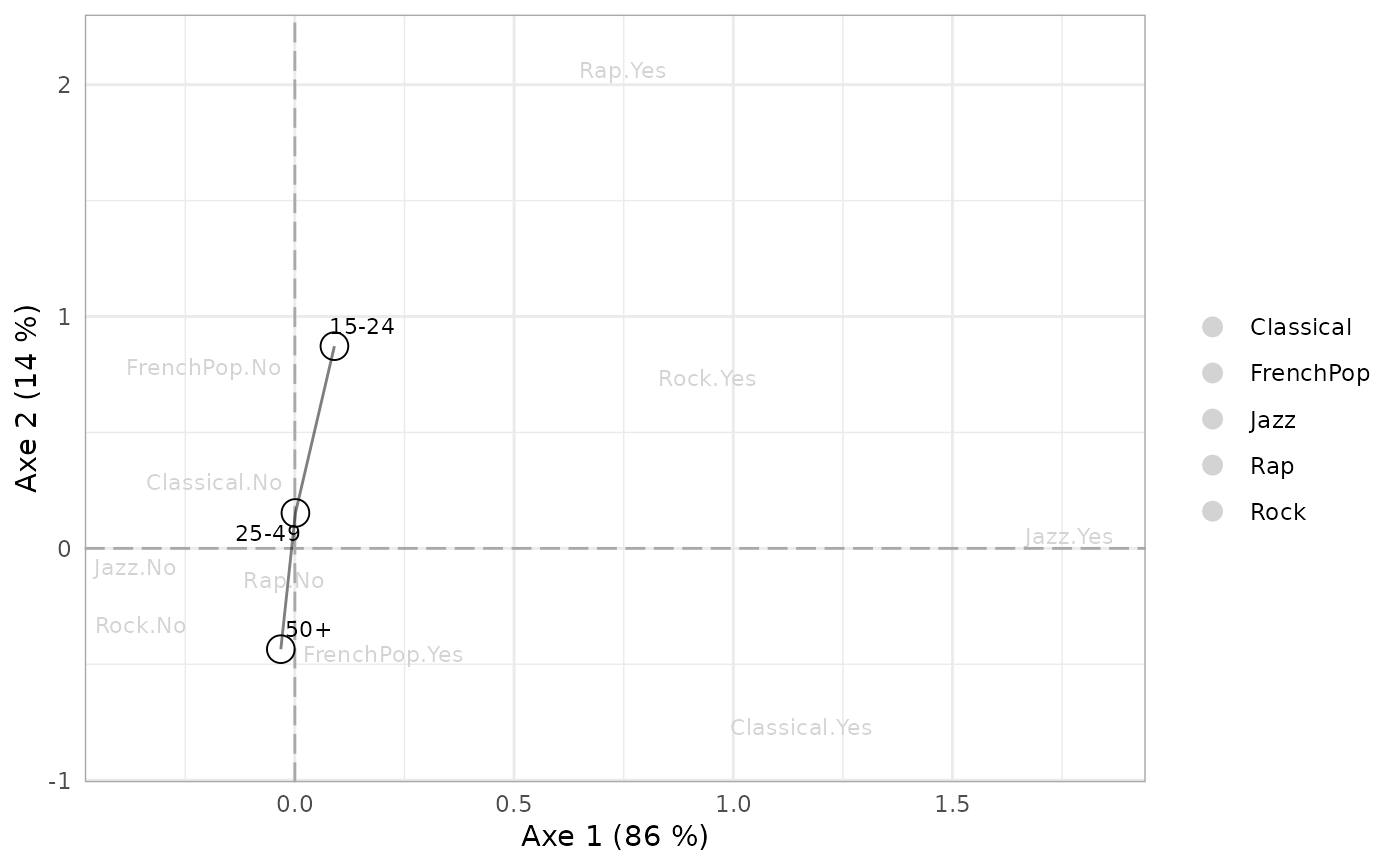 Rap.Yes
2
15-24
1
FrenchPop.No
Rock.Yes
Classical.No
25-49
Jazz.Yes
0
Jazz.No
Rap.No
Rock.No
50+
FrenchPop.Yes
Classical.Yes
-1
0.0 0.5 1.0 1.5
Axe 1 (86 %)
Axe 2 (14 %)
Classical
FrenchPop
Jazz
Rap
Rock